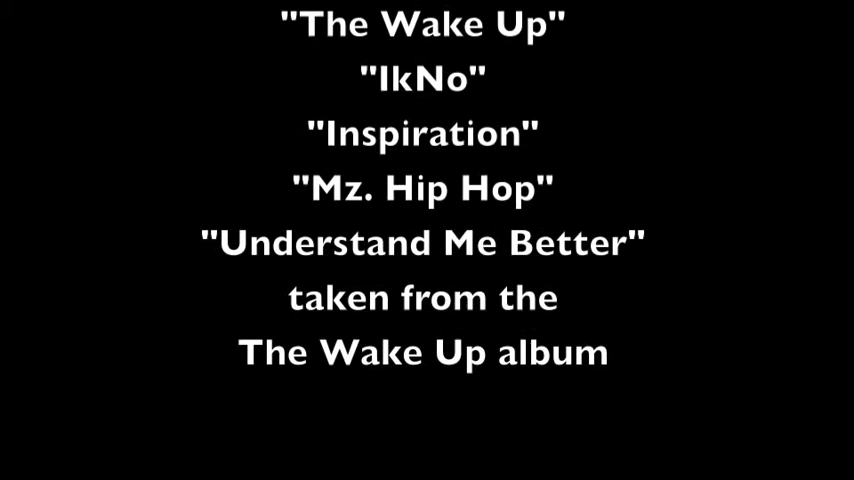 "The Wake Up"
"IkNo"
"Inspiration"
"Mz. Hip Hop"
"Understand Me Better"
taken from the
The Wake Up album